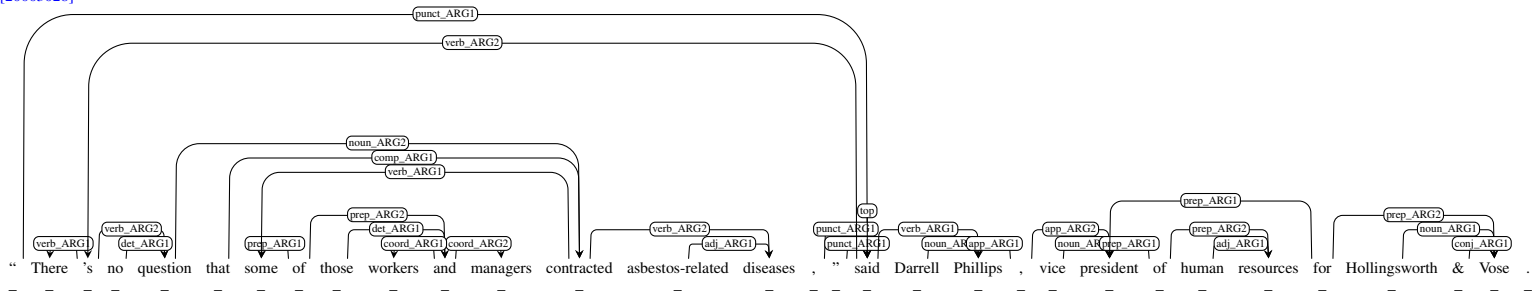 punct_ARG1
verb_ARG2
noun_ARG2
comp_ARG1
verb_ARG1
prep_ARG1
top
prep_ARG2 app_ARG2 prep_ARG2
verb_ARG2 det_ARG1 verb_ARG2 punct_ARG1 verb_ARG1 prep_ARG2 noun_ARG1
verb_ARG1 det_ARG1 prep_ARG1 coord_ARG1 coord_ARG2 adj_ARG1 punct_ARG1 app_ARG1 prep_ARG1 adj_ARG1 conj_ARG1
“ There 's no question that some of those workers and managers contracted asbestos-related diseases , ” said Darrell Phillips , vice president of human resources for Hollingsworth & Vose .